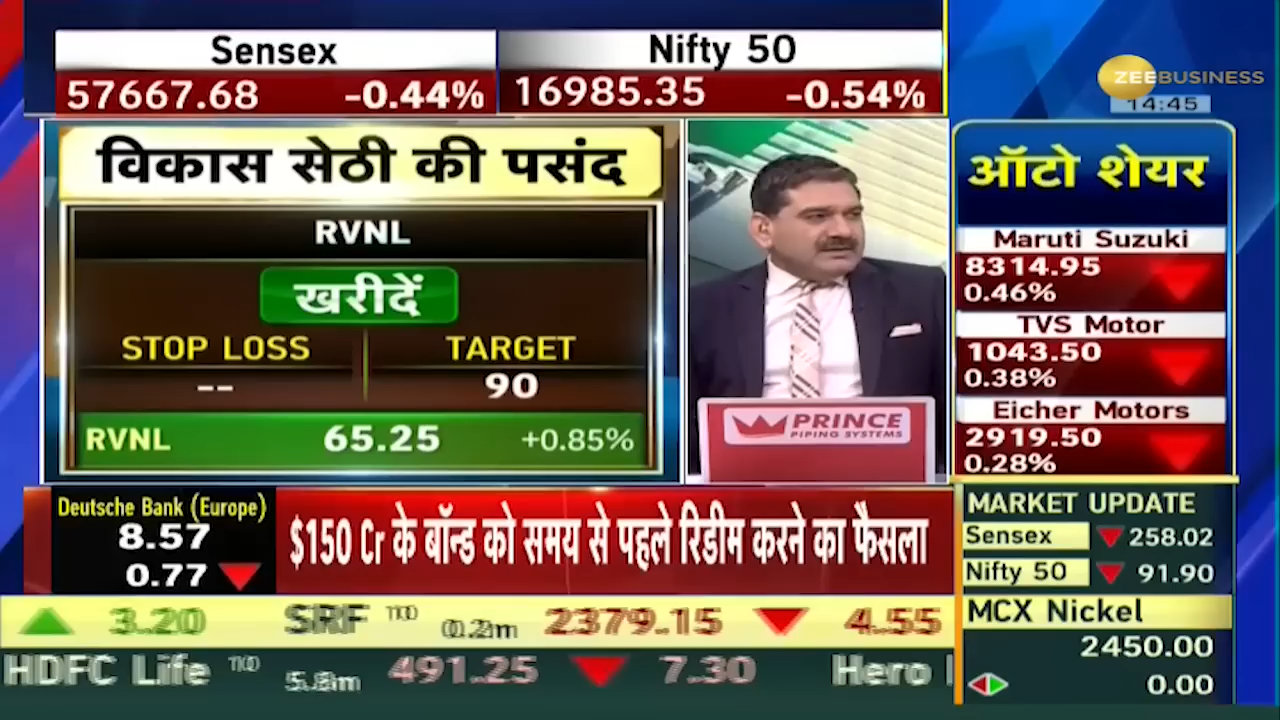 Sensex
57667.68 -0.44%
Nifty 50
16985.35 -0.54%
ZEEBUSINESS
14:45
विकास सेठी की पसंद
RVNL
खरीदें
STOP LOSS TARGET
-- 90
RVNL 65.25 +0.85%
PRINCE
PIPING SYSTEMS
ऑटो शेयर
Maruti Suzuki
8314.95
0.46%
TVS Motor
1043.50
0.38%
Eicher Motors
2919.50
0.28%
Deutsche Bank (Europe)
8.57
0.77
$150 Cr के बॉन्ड को समय से पहले रिडीम करने का फैसला
MARKET UPDATE
Sensex 258.02
Nifty 50 91.90
MCX Nickel
2450.00
0.00
3.20 SRF 0.2m 2379.15 4.55
HDFC Life 5.8m 491.25 7.30 Hero